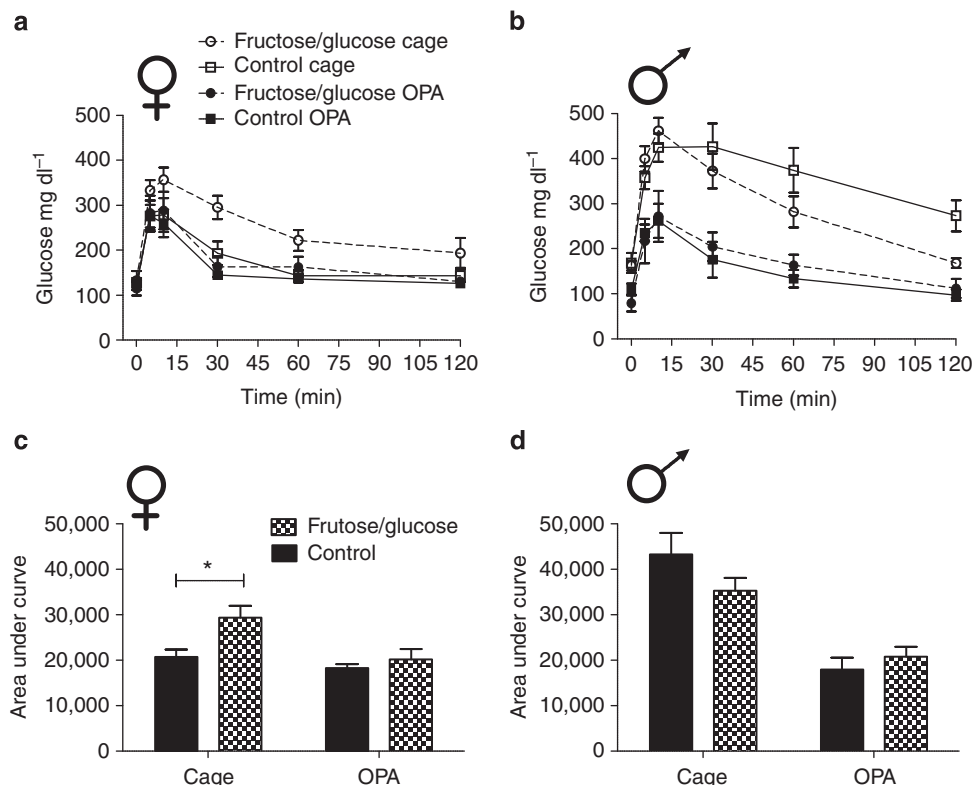 a
Fructose/glucose cage
Control cage
Fructose/glucose OPA
Control OPA
500
400
300
200
100
0
Glucose mg dl⁻¹
0 15 30 45 60 75 90 105 120
Time (min)
b
500
400
300
200
100
0
Glucose mg dl⁻¹
0 15 30 45 60 75 90 105 120
Time (min)
c
50,000
40,000
30,000
20,000
10,000
0
Area under curve
Frutose/glucose
Control
*
Cage OPA
d
50,000
40,000
30,000
20,000
10,000
0
Area under curve
Cage OPA